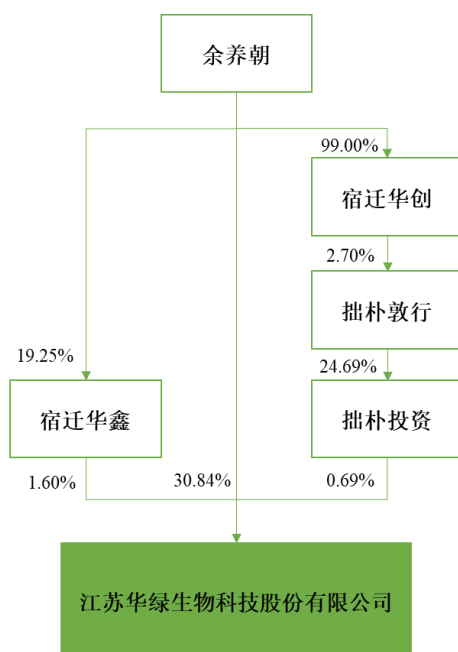 余养朝
99.00%
宿迁华创
2.70%
拙朴敦行
19.25%
24.69%
宿迁华鑫
拙朴投资
1.60%
30.84%
0.69%
江苏华绿生物科技股份有限公司